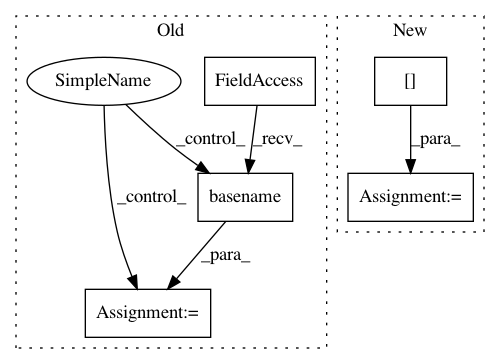 Old
New
SimpleName
FieldAccess
[]
_control_
_recv_
_para_
_control_
basename
Assignment:=
_para_
Assignment:=